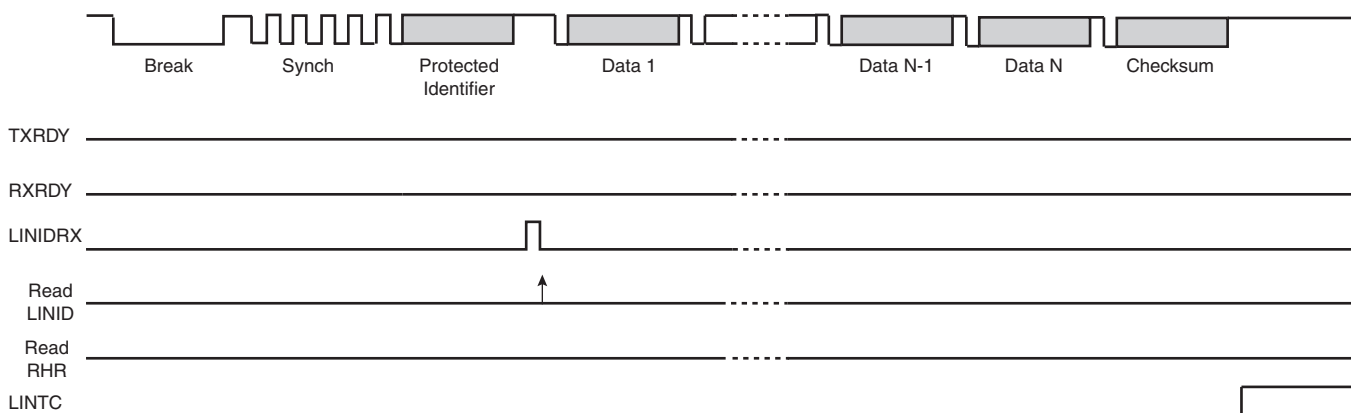 Break Synch Protected Identifier Data 1 Data N-1 Data N Checksum
TXRDY
RXRDY
LINIDRX
Read
LINID
Read
RHR
LINTC